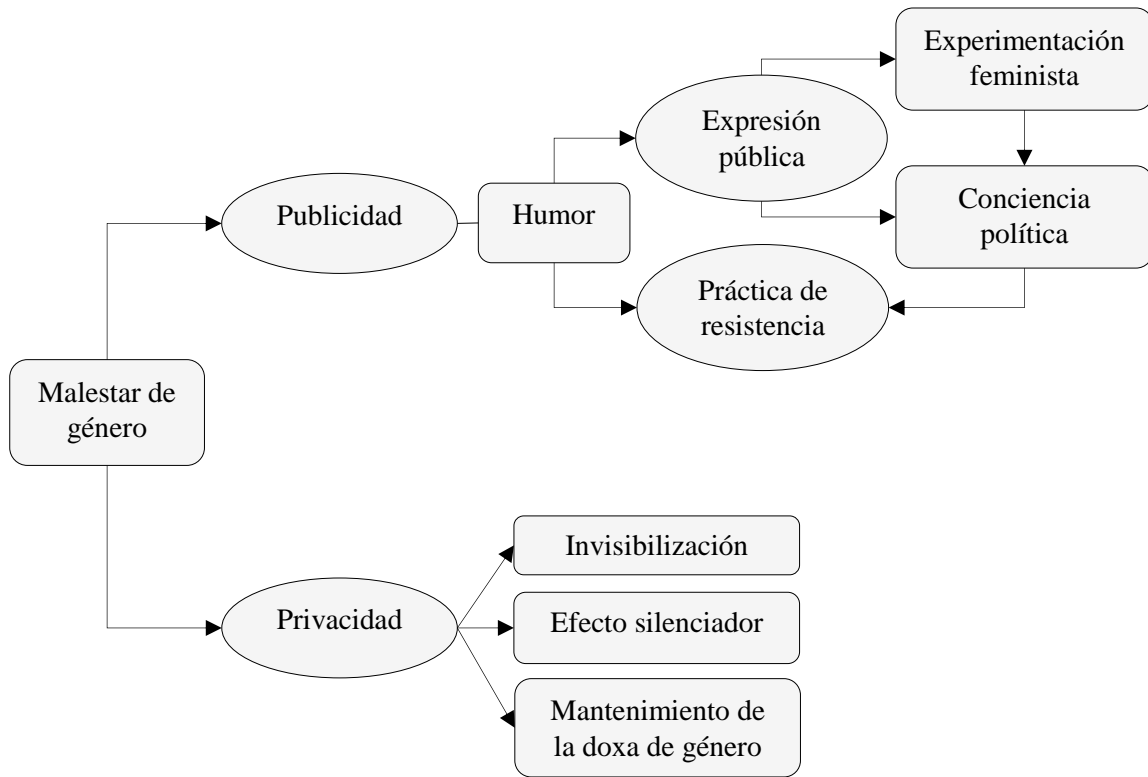 Experimentación
feminista
Expresión
pública
Publicidad
Humor
Conciencia
política
Práctica de
resistencia
Malestar de
género
Invisibilización
Privacidad
Efecto silenciador
Mantenimiento de
la doxa de género